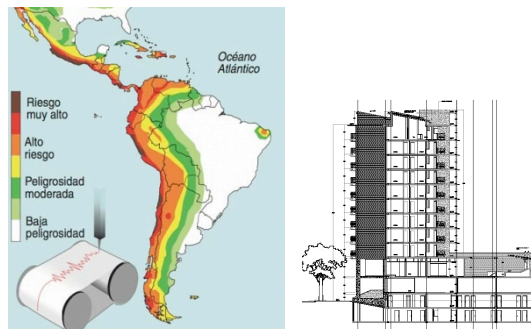 Océano
Atlántico
Riesgo
muy alto
Alto
riesgo
Peligrosidad
moderada
Baja
peligrosidad